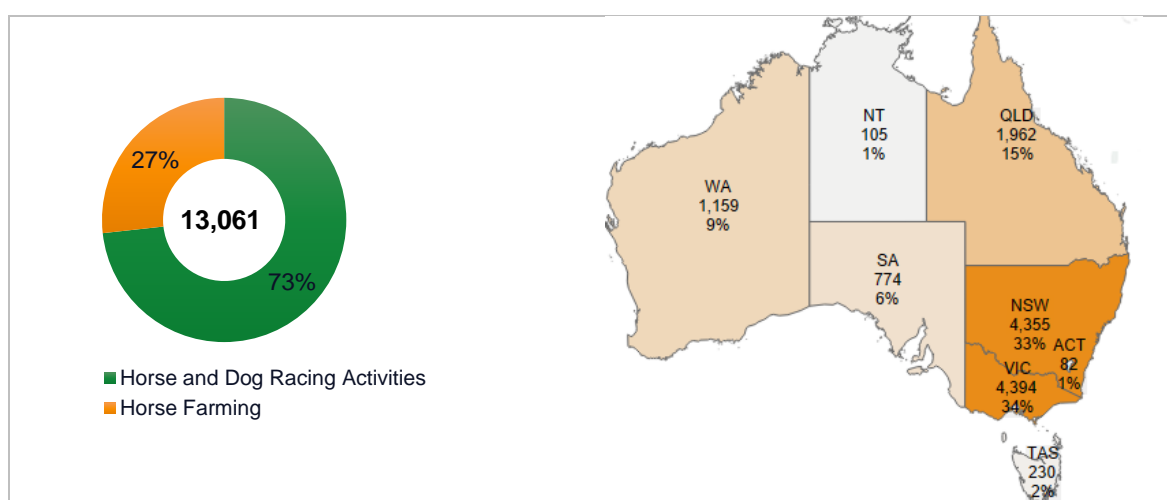 27%
13,061
73%
Horse and Dog Racing Activities
Horse Farming
NT
105
1%
QLD
1,962
15%
WA
1,159
9%
SA
774
6%
NSW
4,355
33%
ACT
82
1%
VIC
4,394
34%
TAS
230
2%